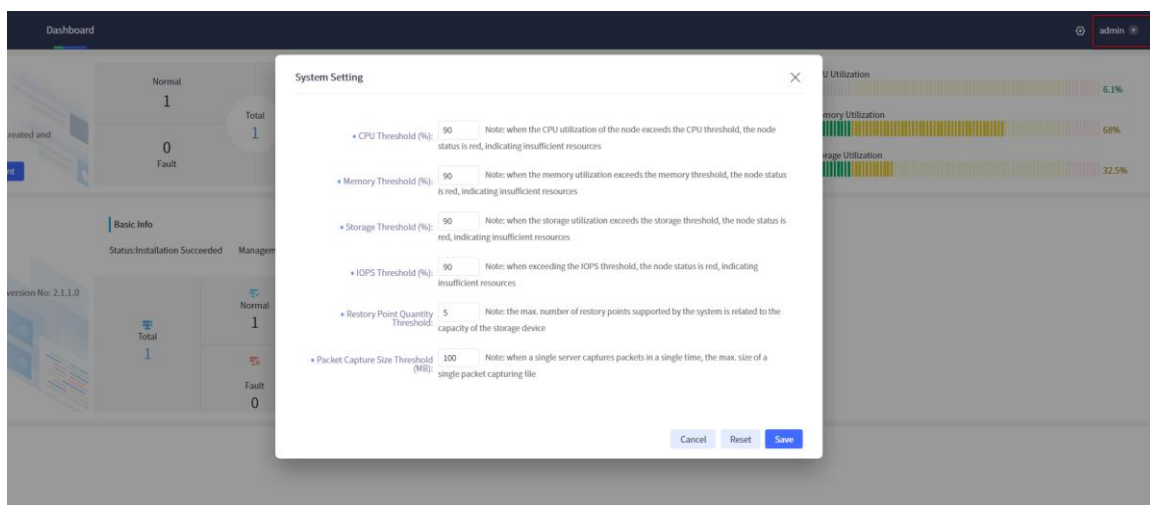 Dashboard
admin
Normal
1
Total
1
0
Fault
created and
nt
U Utilization
6.1%
mory Utilization
68%
rage Utilization
32.5%
System Setting
* CPU Threshold (%): 90 Note: when the CPU utilization of the node exceeds the CPU threshold, the node
status is red, indicating insufficient resources
* Memory Threshold (%): 90 Note: when the memory utilization exceeds the memory threshold, the node status
is red, indicating insufficient resources
* Storage Threshold (%): 90 Note: when the storage utilization exceeds the storage threshold, the node status is
red, indicating insufficient resources
* IOPS Threshold (%): 90 Note: when exceeding the IOPS threshold, the node status is red, indicating
insufficient resources
* Restory Point Quantity
Threshold: 5 Note: the max. number of restory points supported by the system is related to the
capacity of the storage device
* Packet Capture Size Threshold
(MB): 100 Note: when a single server captures packets in a single time, the max. size of a
single packet capturing file
Cancel Reset Save
Basic Info
Status:Installation Succeeded Managem
version No: 2.1.1.0
Total
1
Normal
1
Fault
0